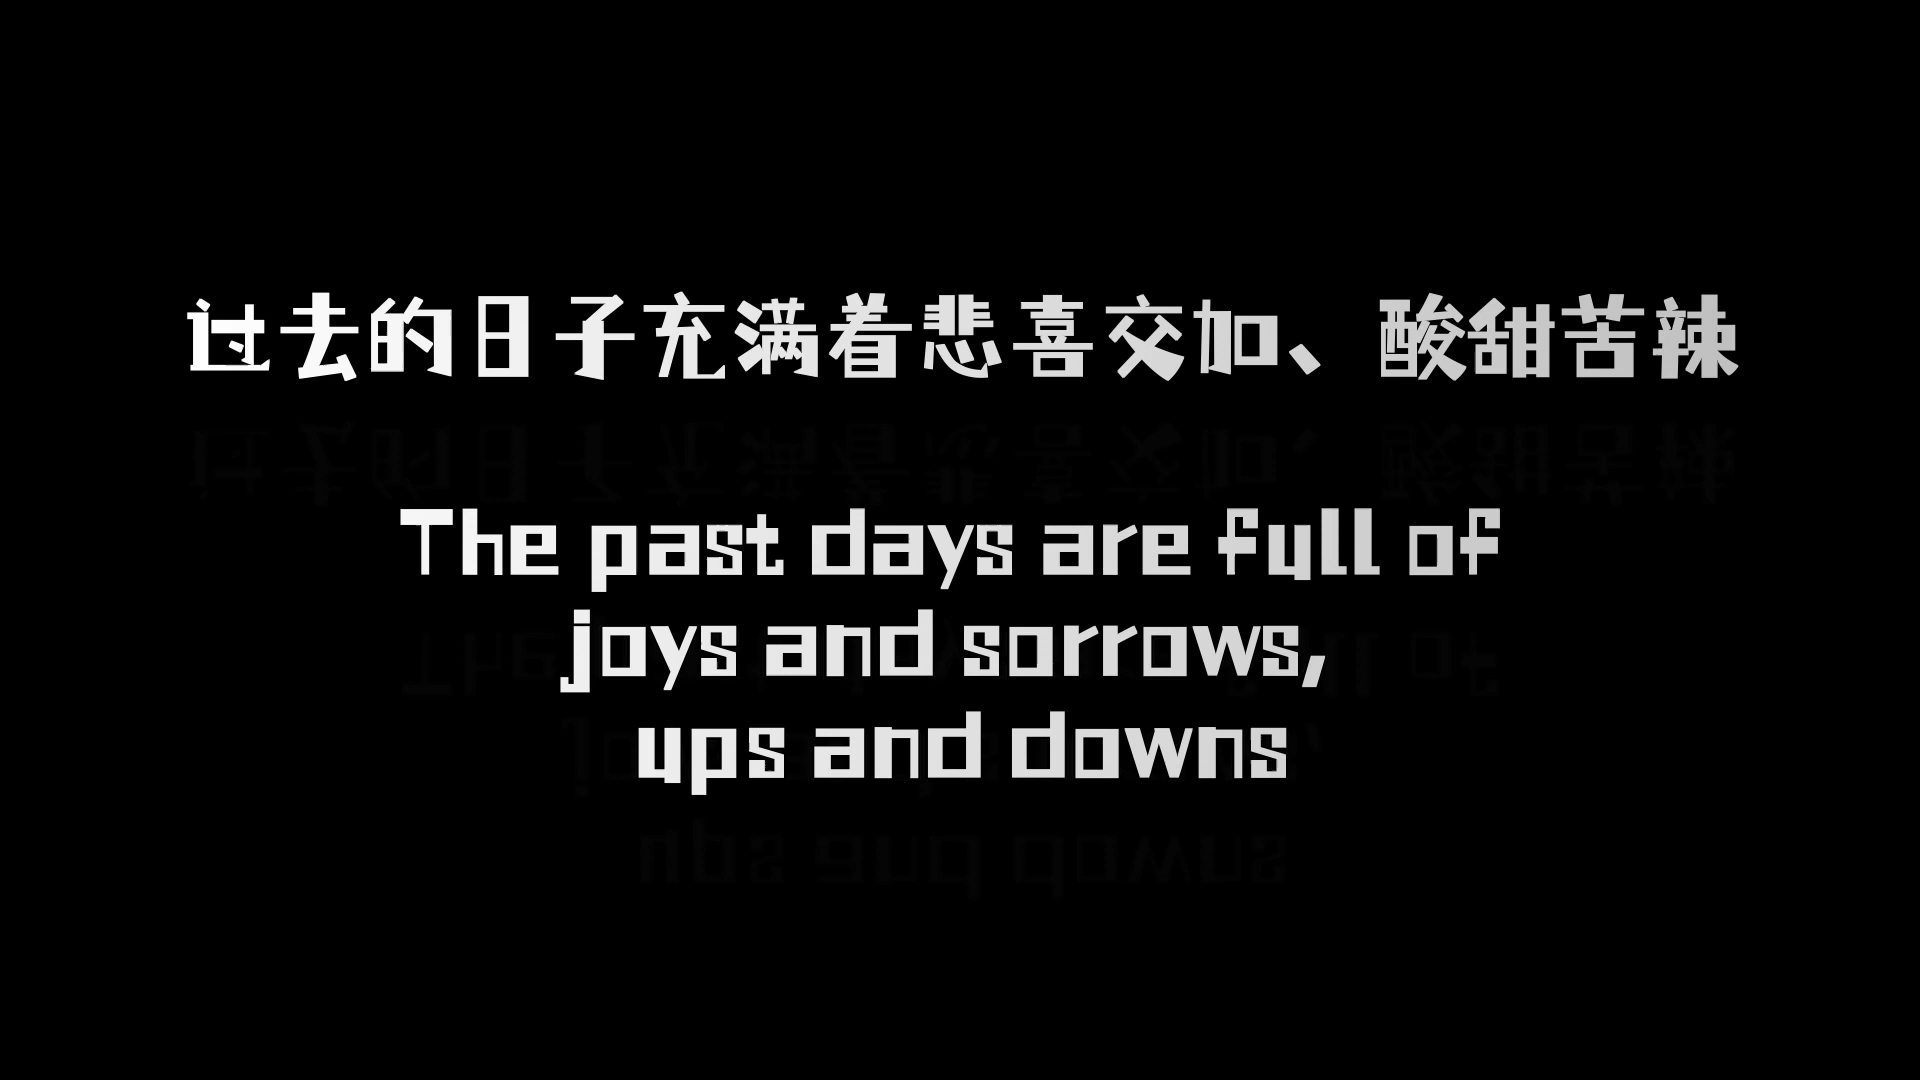 过去的日子充满着悲喜交加、酸甜苦辣
The past days are full of
joys and sorrows,
ups and downs